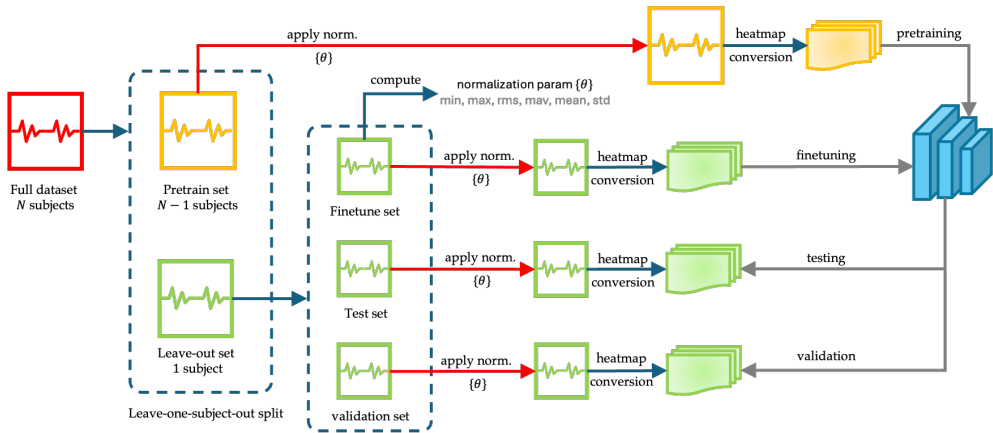 apply norm.
{θ}
heatmap
conversion
pretraining
compute
normalization param {θ}
min, max, rms, mav, mean, std
Full dataset
N subjects
Pretrain set
N − 1 subjects
Finetune set
apply norm.
{θ}
heatmap
conversion
finetuning
Leave-out set
1 subject
Test set
apply norm.
{θ}
heatmap
conversion
testing
validation set
apply norm.
{θ}
heatmap
conversion
validation
Leave-one-subject-out split